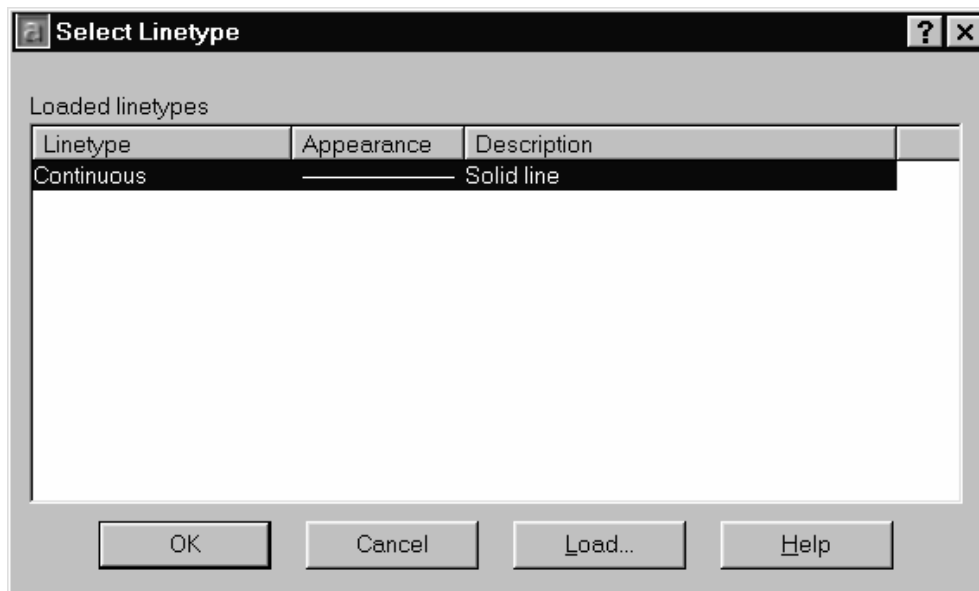 a Select Linetype ? ×
Loaded linetypes
Linetype Appearance Description
Continuous Solid line
OK Cancel Load... Help